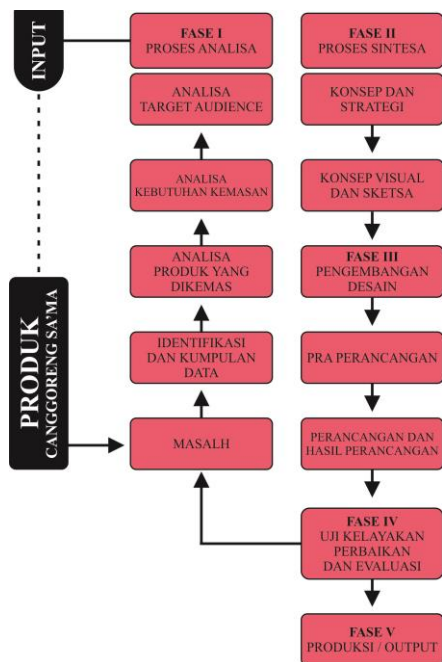 INPUT
FASE I
PROSES ANALISA
ANALISA
TARGET AUDIENCE
ANALISA
KEBUTUHAN KEMASAN
ANALISA
PRODUK YANG
DIKEMAS
IDENTIFIKASI
DAN KUMPULAN
DATA
MASALH
PRODUK
CANGGORENG SA'MA
FASE II
PROSES SINTESA
KONSEP DAN
STRATEGI
KONSEP VISUAL
DAN SKETSA
FASE III
PENGEMBANGAN
DESAIN
PRA PERANCANGAN
PERANCANGAN DAN
HASIL PERANCANGAN
FASE IV
UJI KELAYAKAN
PERBAIKAN
DAN EVALUASI
FASE V
PRODUKSI / OUTPUT